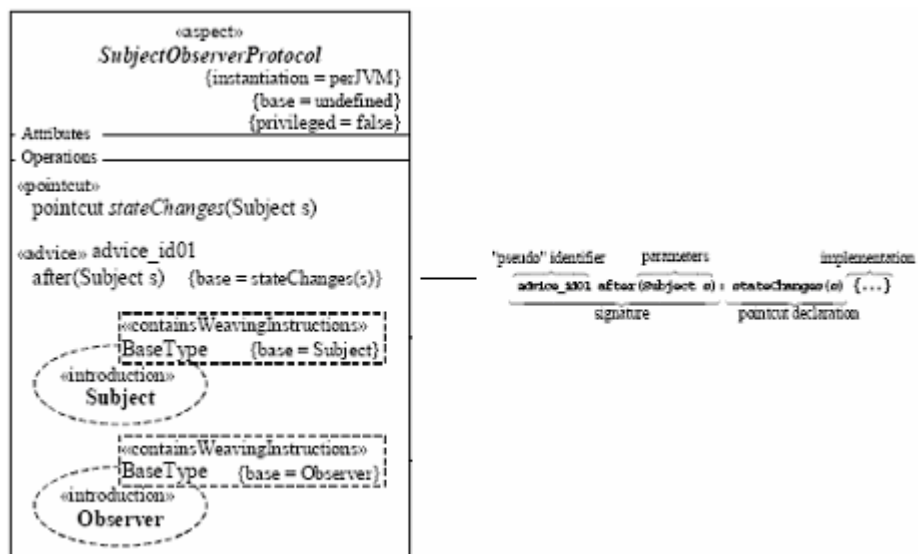 «aspect»
SubjectObserverProtocol
{instantiation = perJVM}
{base = undefined}
{privileged = false}
Attributes
Operations
«pointcut»
pointcut stateChanges(Subject s)
«advice» advice_id01
after(Subject s) {base = stateChanges(s)}
«containsWeavingInstructions»
BaseType {base = Subject}
«introduction»
Subject
«containsWeavingInstructions»
BaseType {base = Observer}
«introduction»
Observer
"pseudo" identifier parameters implementation
advice_id01 after(Subject s): stateChanges(s) {...}
signature pointcut declaration